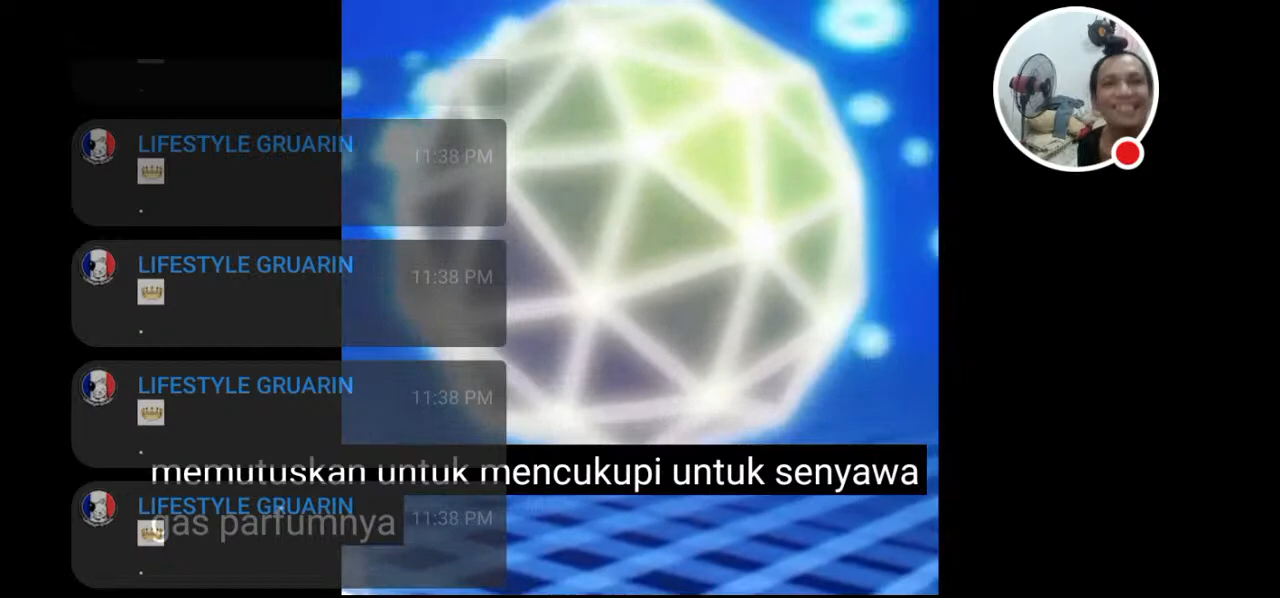 LIFESTYLE GRUARIN
11:38 PM
.
LIFESTYLE GRUARIN
11:38 PM
.
LIFESTYLE GRUARIN
11:38 PM
.
memutuskan untuk mencukupi untuk senyawa
LIFESTYLE GRUARIN
gas parfumnya
11:38 PM
.